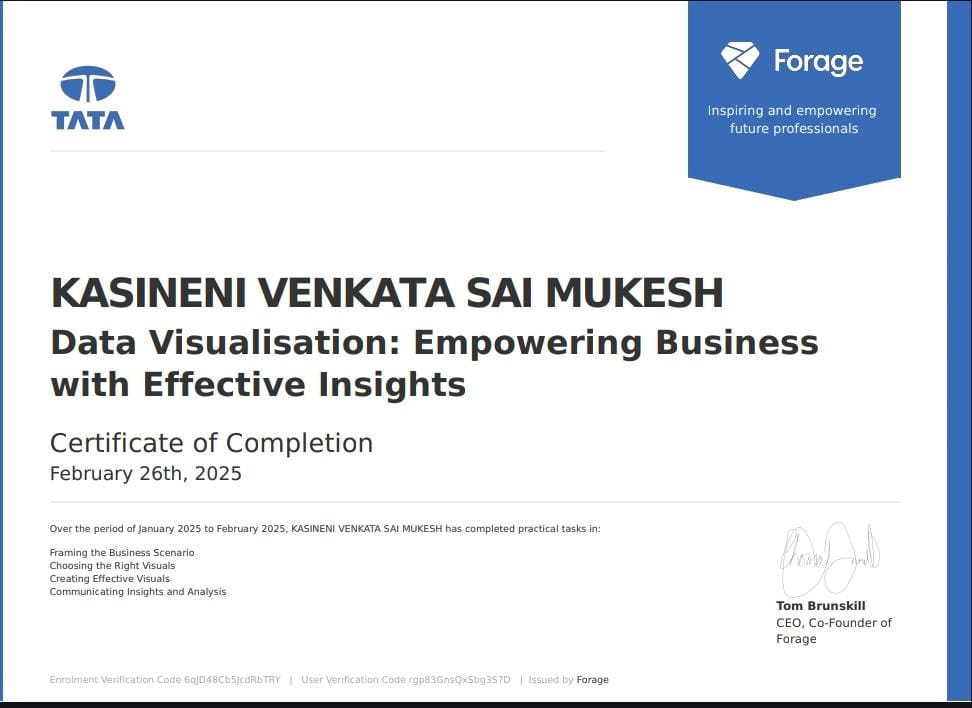 TATA
Forage
Inspiring and empowering
future professionals
KASINENI VENKATA SAI MUKESH
Data Visualisation: Empowering Business
with Effective Insights
Certificate of Completion
February 26th, 2025
Over the period of January 2025 to February 2025, KASINENI VENKATA SAI MUKESH has completed practical tasks in:
Framing the Business Scenario
Choosing the Right Visuals
Creating Effective Visuals
Communicating Insights and Analysis
Tom Brunskill
CEO, Co-Founder of
Forage
Enrolment Verification Code 6qJD48Cb5JcdRbTRY | User Verification Code rgp83GnsQxSbg3S7D | Issued by Forage